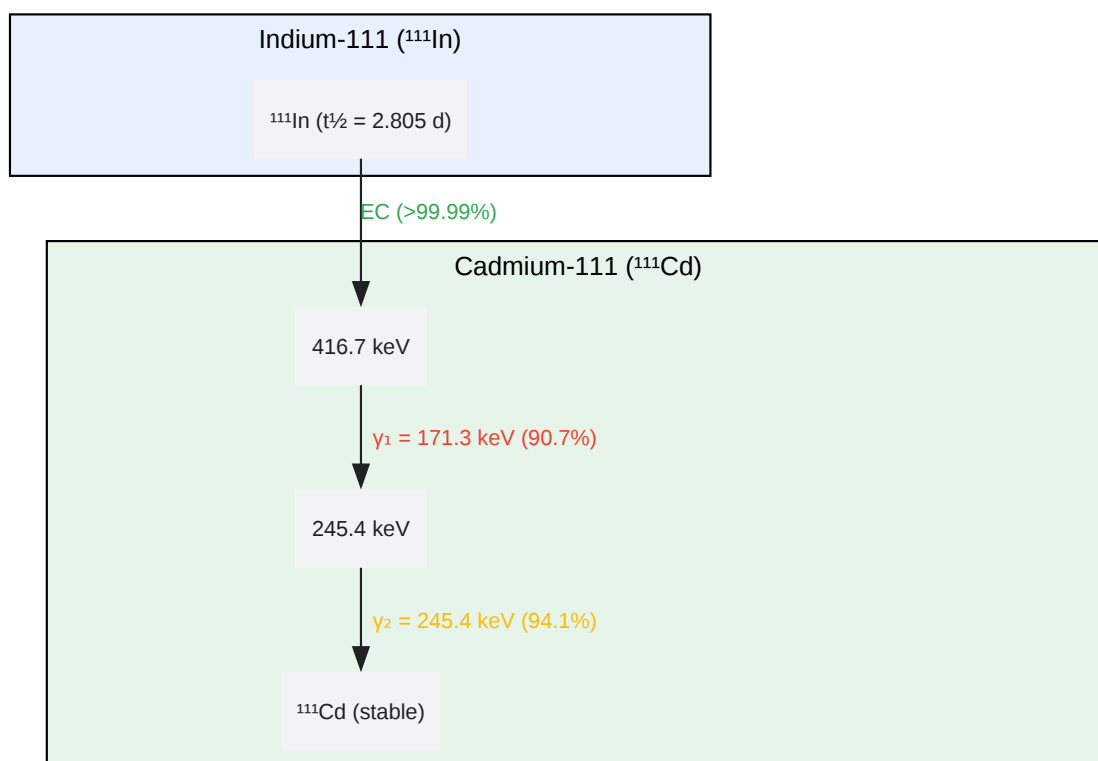 Indium-111 (¹¹¹In)
¹¹¹In (t½ = 2.805 d)
EC (>99.99%)
Cadmium-111 (¹¹¹Cd)
416.7 keV
γ₁ = 171.3 keV (90.7%)
245.4 keV
γ₂ = 245.4 keV (94.1%)
¹¹¹Cd (stable)